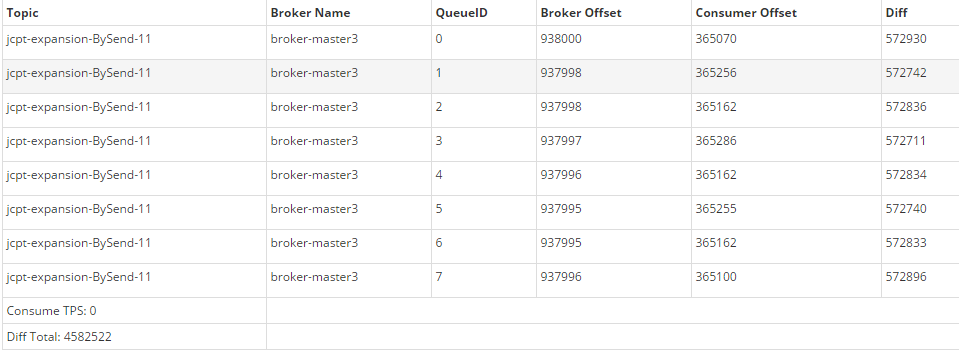 Topic Broker Name QueueID Broker Offset Consumer Offset Diff
jcpt-expansion-BySend-11 broker-master3 0 938000 365070 572930
jcpt-expansion-BySend-11 broker-master3 1 937998 365256 572742
jcpt-expansion-BySend-11 broker-master3 2 937998 365162 572836
jcpt-expansion-BySend-11 broker-master3 3 937997 365286 572711
jcpt-expansion-BySend-11 broker-master3 4 937996 365162 572834
jcpt-expansion-BySend-11 broker-master3 5 937995 365255 572740
jcpt-expansion-BySend-11 broker-master3 6 937995 365162 572833
jcpt-expansion-BySend-11 broker-master3 7 937996 365100 572896
Consume TPS: 0
Diff Total: 4582522